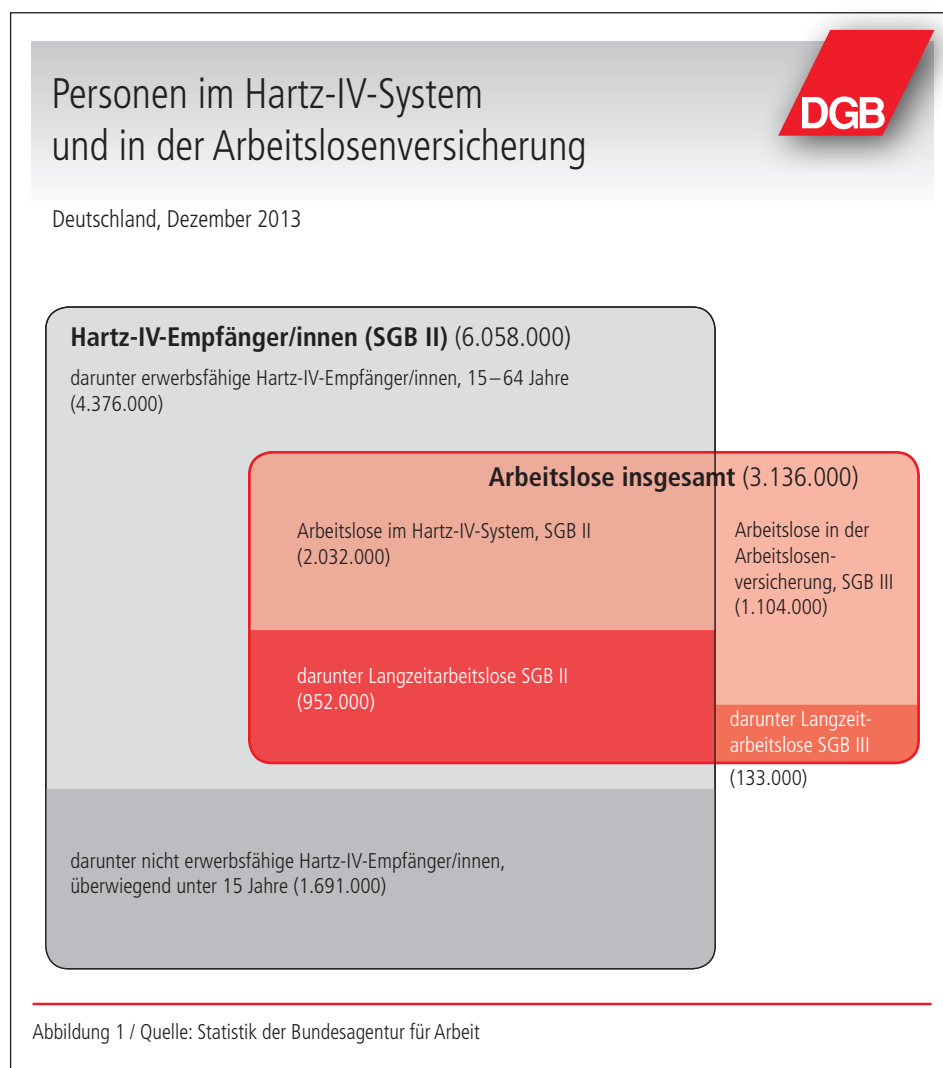 Personen im Hartz-IV-System
und in der Arbeitslosenversicherung
DGB
Deutschland, Dezember 2013
Hartz-IV-Empfänger/innen (SGB II) (6.058.000)
darunter erwerbsfähige Hartz-IV-Empfänger/innen, 15–64 Jahre
(4.376.000)
Arbeitslose insgesamt (3.136.000)
Arbeitslose im Hartz-IV-System, SGB II
(2.032.000)
Arbeitslose in der
Arbeitslosen-
versicherung, SGB III
(1.104.000)
darunter Langzeitarbeitslose SGB II
(952.000)
darunter Langzeit-
arbeitslose SGB III
(133.000)
darunter nicht erwerbsfähige Hartz-IV-Empfänger/innen,
überwiegend unter 15 Jahre (1.691.000)
Abbildung 1 / Quelle: Statistik der Bundesagentur für Arbeit